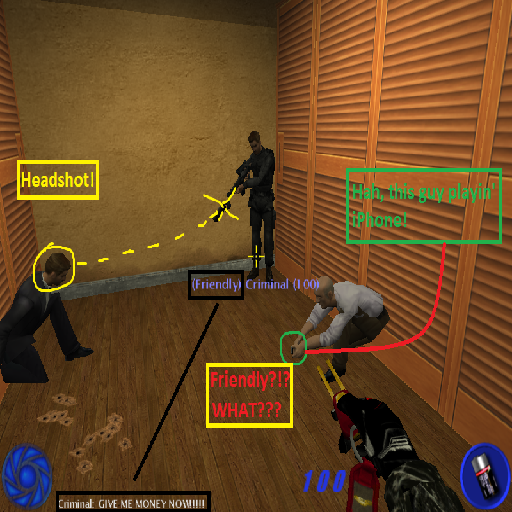 Headshot!
Hah, this guy playin'
iPhone!
(Friendly) Criminal (100)
Friendly?!?
WHAT???
100
Criminal: GIVE ME MONEY NOW!!!!!